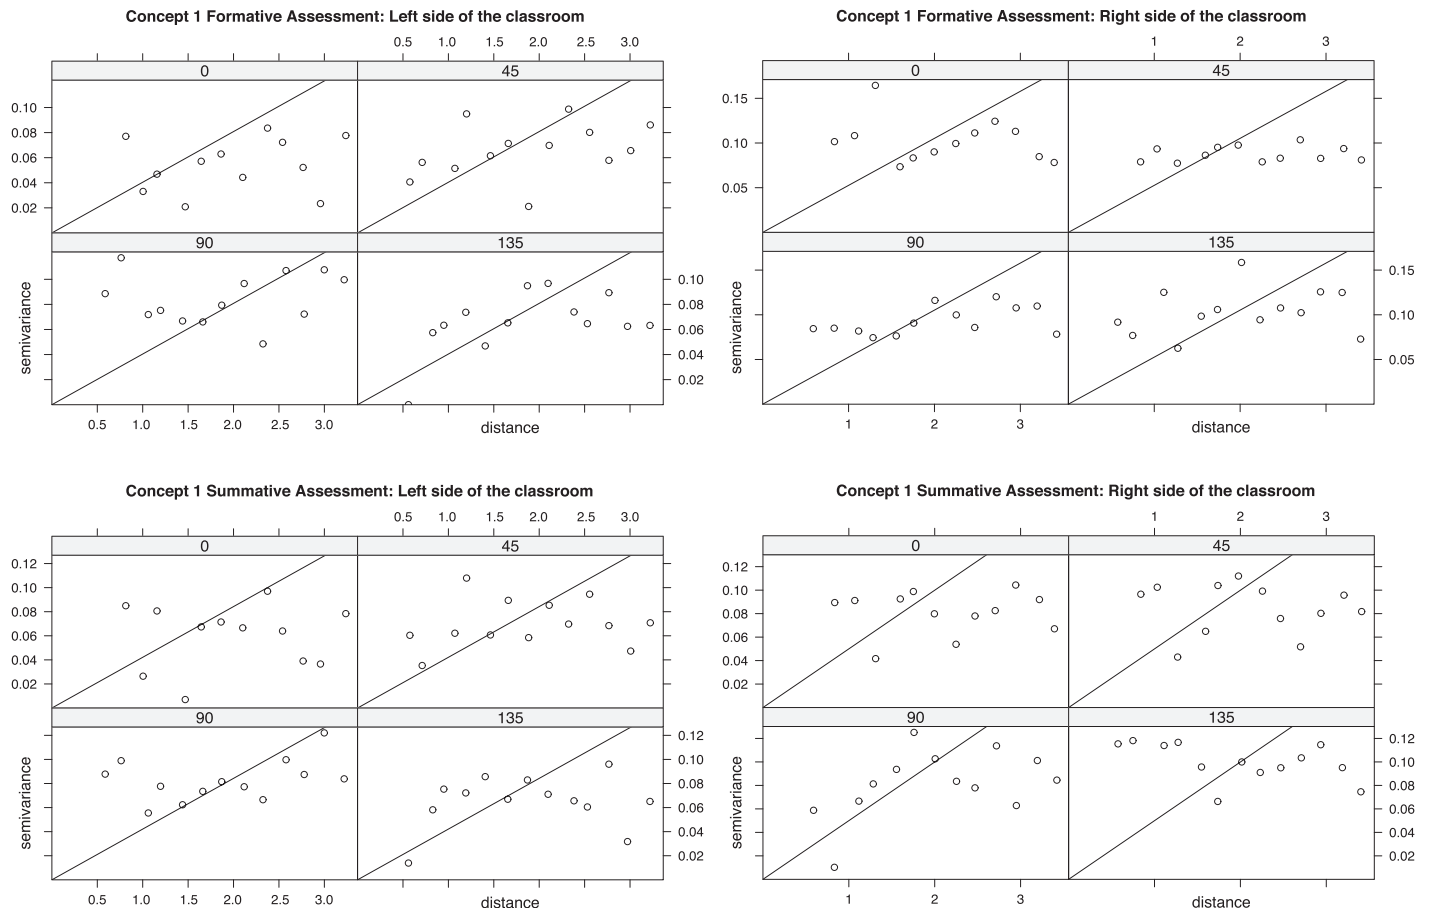 Concept 1 Formative Assessment: Left side of the classroom
0.5 1.0 1.5 2.0 2.5 3.0
0 45
0.10
0.08
0.06
0.04
0.02
90 135
0.10
0.08
0.06
0.04
0.02
semivariance
0.5 1.0 1.5 2.0 2.5 3.0
distance
Concept 1 Formative Assessment: Right side of the classroom
1 2 3
0 45
0.15
0.10
0.05
90 135
0.15
0.10
0.05
semivariance
1 2 3
distance
Concept 1 Summative Assessment: Left side of the classroom
0.5 1.0 1.5 2.0 2.5 3.0
0 45
0.12
0.10
0.08
0.06
0.04
0.02
90 135
0.12
0.10
0.08
0.06
0.04
0.02
semivariance
0.5 1.0 1.5 2.0 2.5 3.0
distance
Concept 1 Summative Assessment: Right side of the classroom
1 2 3
0 45
0.12
0.10
0.08
0.06
0.04
0.02
90 135
0.12
0.10
0.08
0.06
0.04
0.02
semivariance
1 2 3
distance